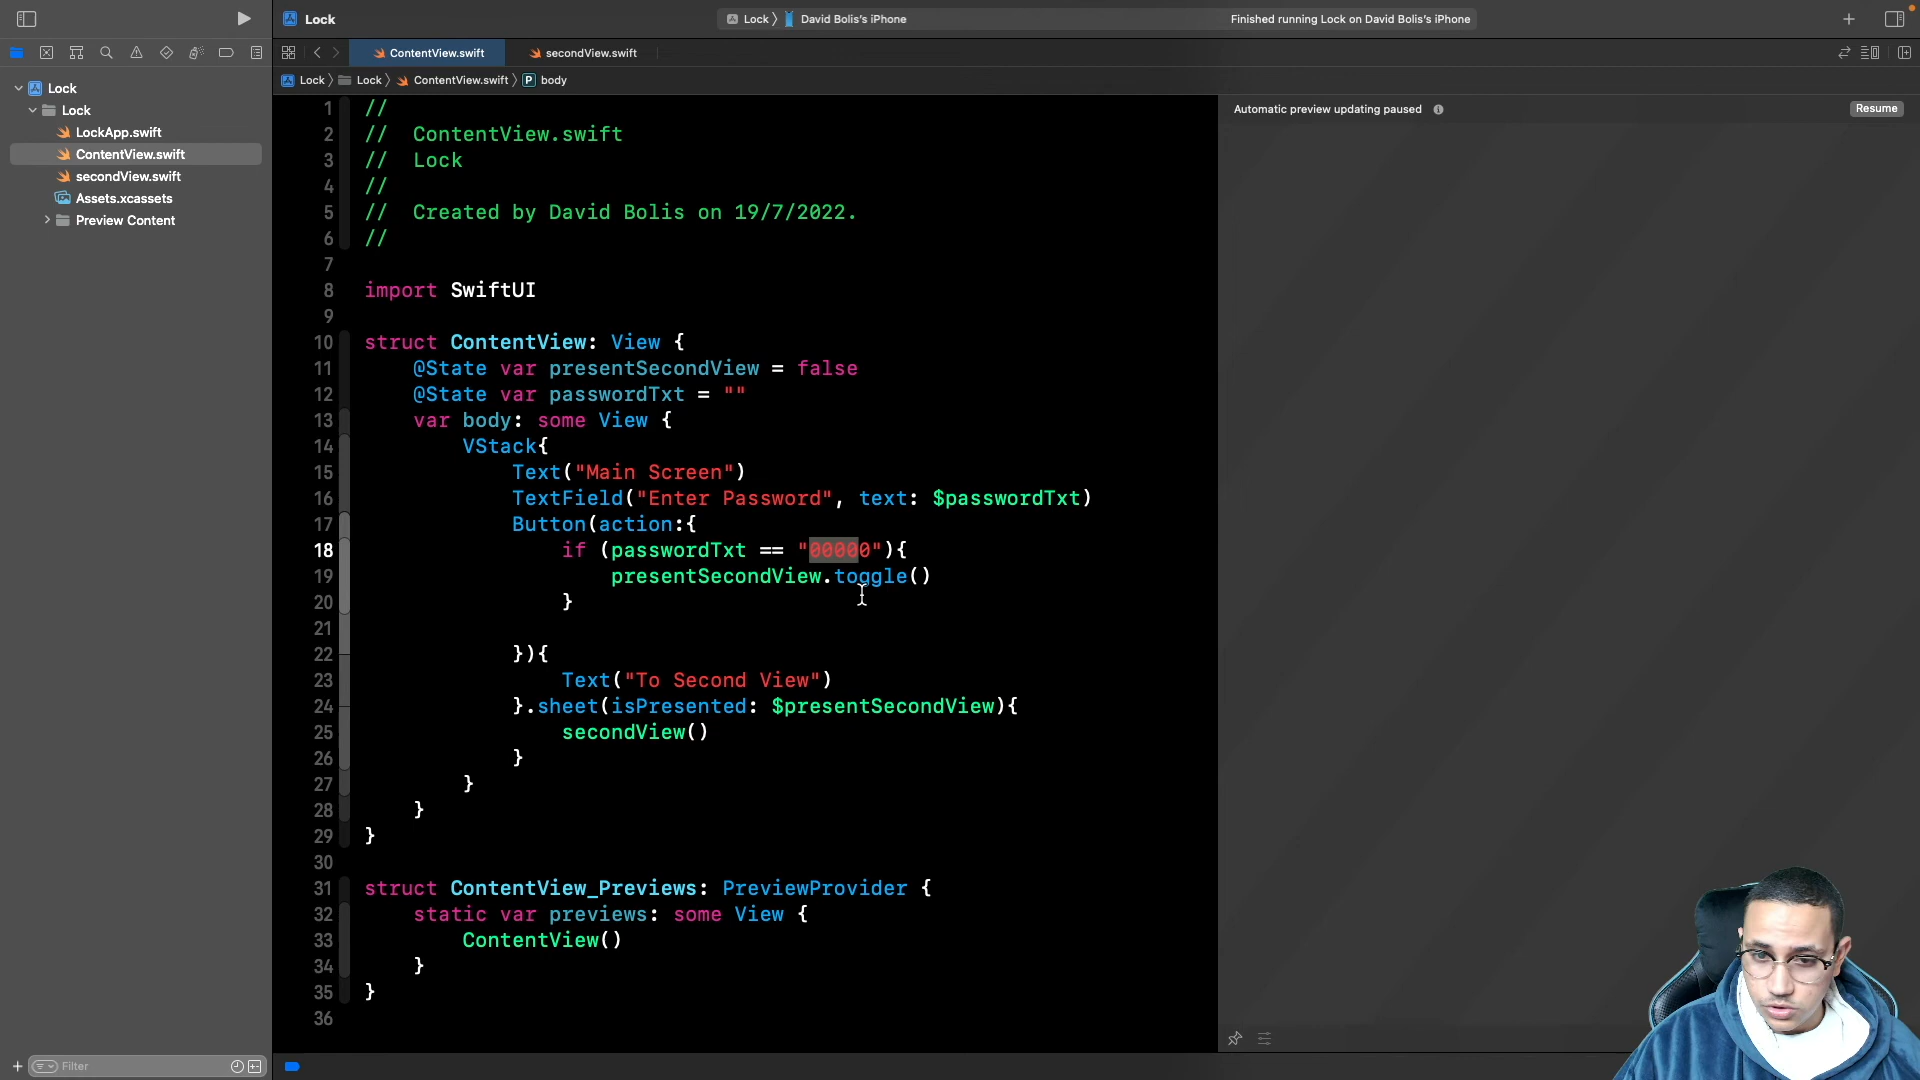 Lock
Lock 〉 David Bolis's iPhone
Finished running Lock on David Bolis's iPhone
ContentView.swift
secondView.swift
Lock 〉 Lock 〉 ContentView.swift 〉 P body
Lock
Lock
LockApp.swift
ContentView.swift
secondView.swift
Assets.xcassets
Preview Content
Filter
1 //
2 //  ContentView.swift
3 //  Lock
4 //
5 //  Created by David Bolis on 19/7/2022.
6 //
7
8 import SwiftUI
9
10 struct ContentView: View {
11     @State var presentSecondView = false
12     @State var passwordTxt = ""
13     var body: some View {
14         VStack{
15             Text("Main Screen")
16             TextField("Enter Password", text: $passwordTxt)
17             Button(action:{
18                 if (passwordTxt == "00000"){
19                     presentSecondView.toggle()
20                 }
21
22             }){
23                 Text("To Second View")
24             }.sheet(isPresented: $presentSecondView){
25                 secondView()
26             }
27         }
28     }
29 }
30
31 struct ContentView_Previews: PreviewProvider {
32     static var previews: some View {
33         ContentView()
34     }
35 }
36
Automatic preview updating paused
Resume